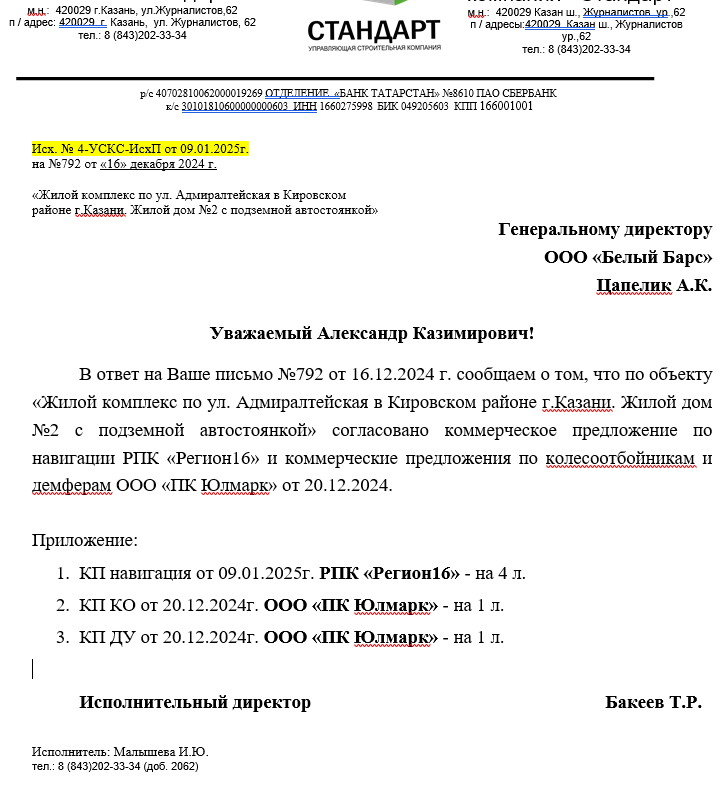 м.н.: 420029 г.Казань, ул.Журналистов,62
п / адрес: 420029 г. Казань, ул. Журналистов, 62
тел.: 8 (843)202-33-34
СТАНДАРТ
УПРАВЛЯЮЩАЯ СТРОИТЕЛЬНАЯ КОМПАНИЯ
м.н.: 420029 Казан ш., Журналистов ур.,62
п / адресы:420029 Казан ш., Журналистов
ур.,62
тел.: 8 (843)202-33-34
р/с 40702810062000019269 ОТДЕЛЕНИЕ «БАНК ТАТАРСТАН» №8610 ПАО СБЕРБАНК
к/с 30101810600000000603 ИНН 1660275998 БИК 049205603 КПП 166001001
Исх. № 4-УСКС-ИсхП от 09.01.2025г.
на №792 от «16» декабря 2024 г.
«Жилой комплекс по ул. Адмиралтейская в Кировском
районе г.Казани. Жилой дом №2 с подземной автостоянкой»
Генеральному директору
ООО «Белый Барс»
Цапелик А.К.
Уважаемый Александр Казимирович!
В ответ на Ваше письмо №792 от 16.12.2024 г. сообщаем о том, что по объекту
«Жилой комплекс по ул. Адмиралтейская в Кировском районе г.Казани. Жилой дом
№2 с подземной автостоянкой» согласовано коммерческое предложение по
навигации РПК «Регион16» и коммерческие предложения по колесоотбойникам и
демферам ООО «ПК Юлмарк» от 20.12.2024.
Приложение:
1. КП навигация от 09.01.2025г. РПК «Регион16» - на 4 л.
2. КП КО от 20.12.2024г. ООО «ПК Юлмарк» - на 1 л.
3. КП ДУ от 20.12.2024г. ООО «ПК Юлмарк» - на 1 л.
Исполнительный директор Бакеев Т.Р.
Исполнитель: Малышева И.Ю.
тел.: 8 (843)202-33-34 (доб. 2062)